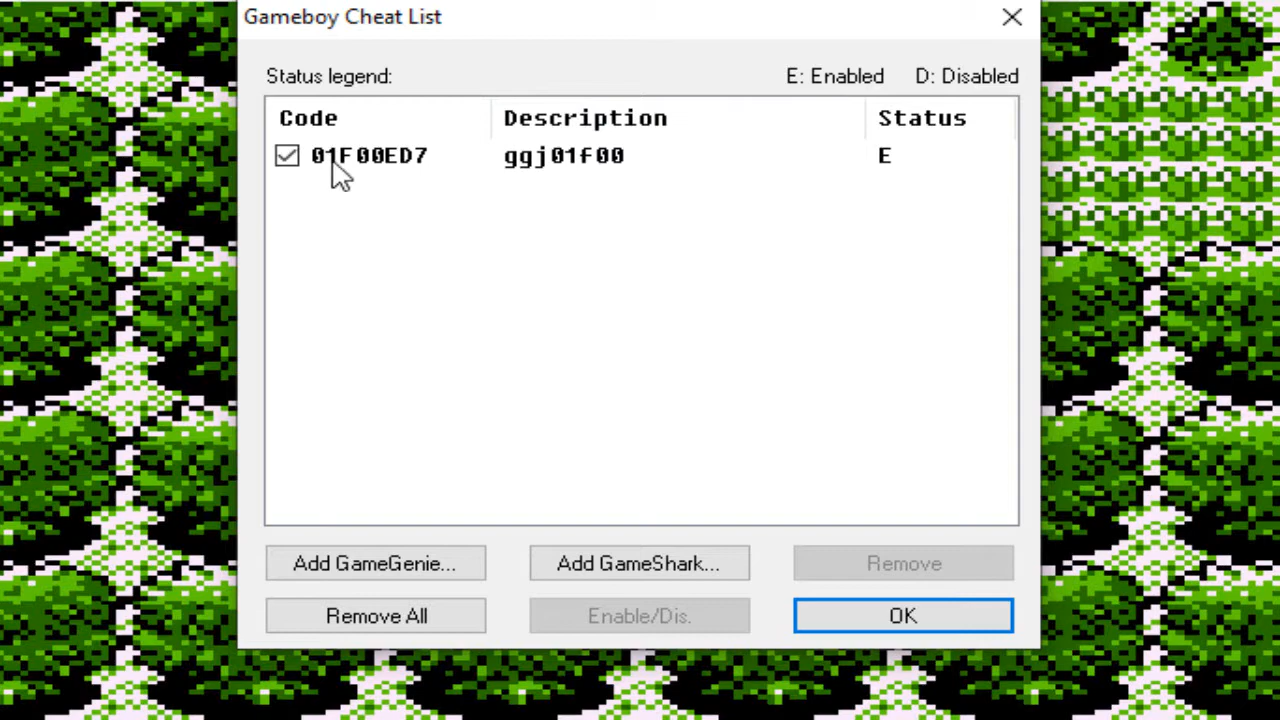 Gameboy Cheat List
Status legend: E: Enabled D: Disabled
Code Description Status
01F00ED7 ggj01f00 E
Add GameGenie... Add GameShark... Remove
Remove All Enable/Dis. OK